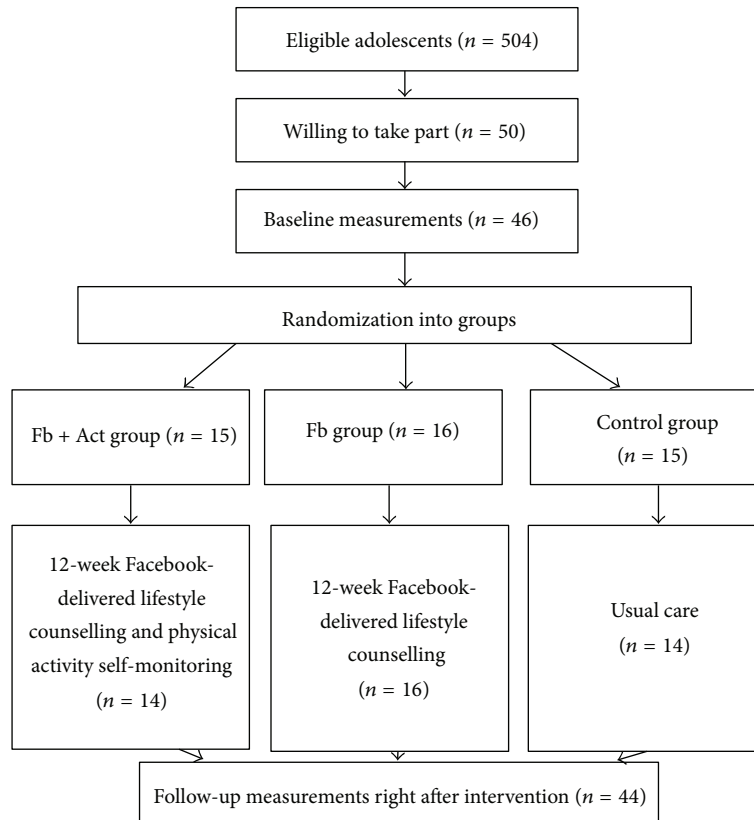 Eligible adolescents (n = 504)
Willing to take part (n = 50)
Baseline measurements (n = 46)
Randomization into groups
Fb + Act group (n = 15)
Fb group (n = 16)
Control group
(n = 15)
12-week Facebook-
delivered lifestyle
counselling and physical
activity self-monitoring
(n = 14)
12-week Facebook-
delivered lifestyle
counselling
(n = 16)
Usual care
(n = 14)
Follow-up measurements right after intervention (n = 44)